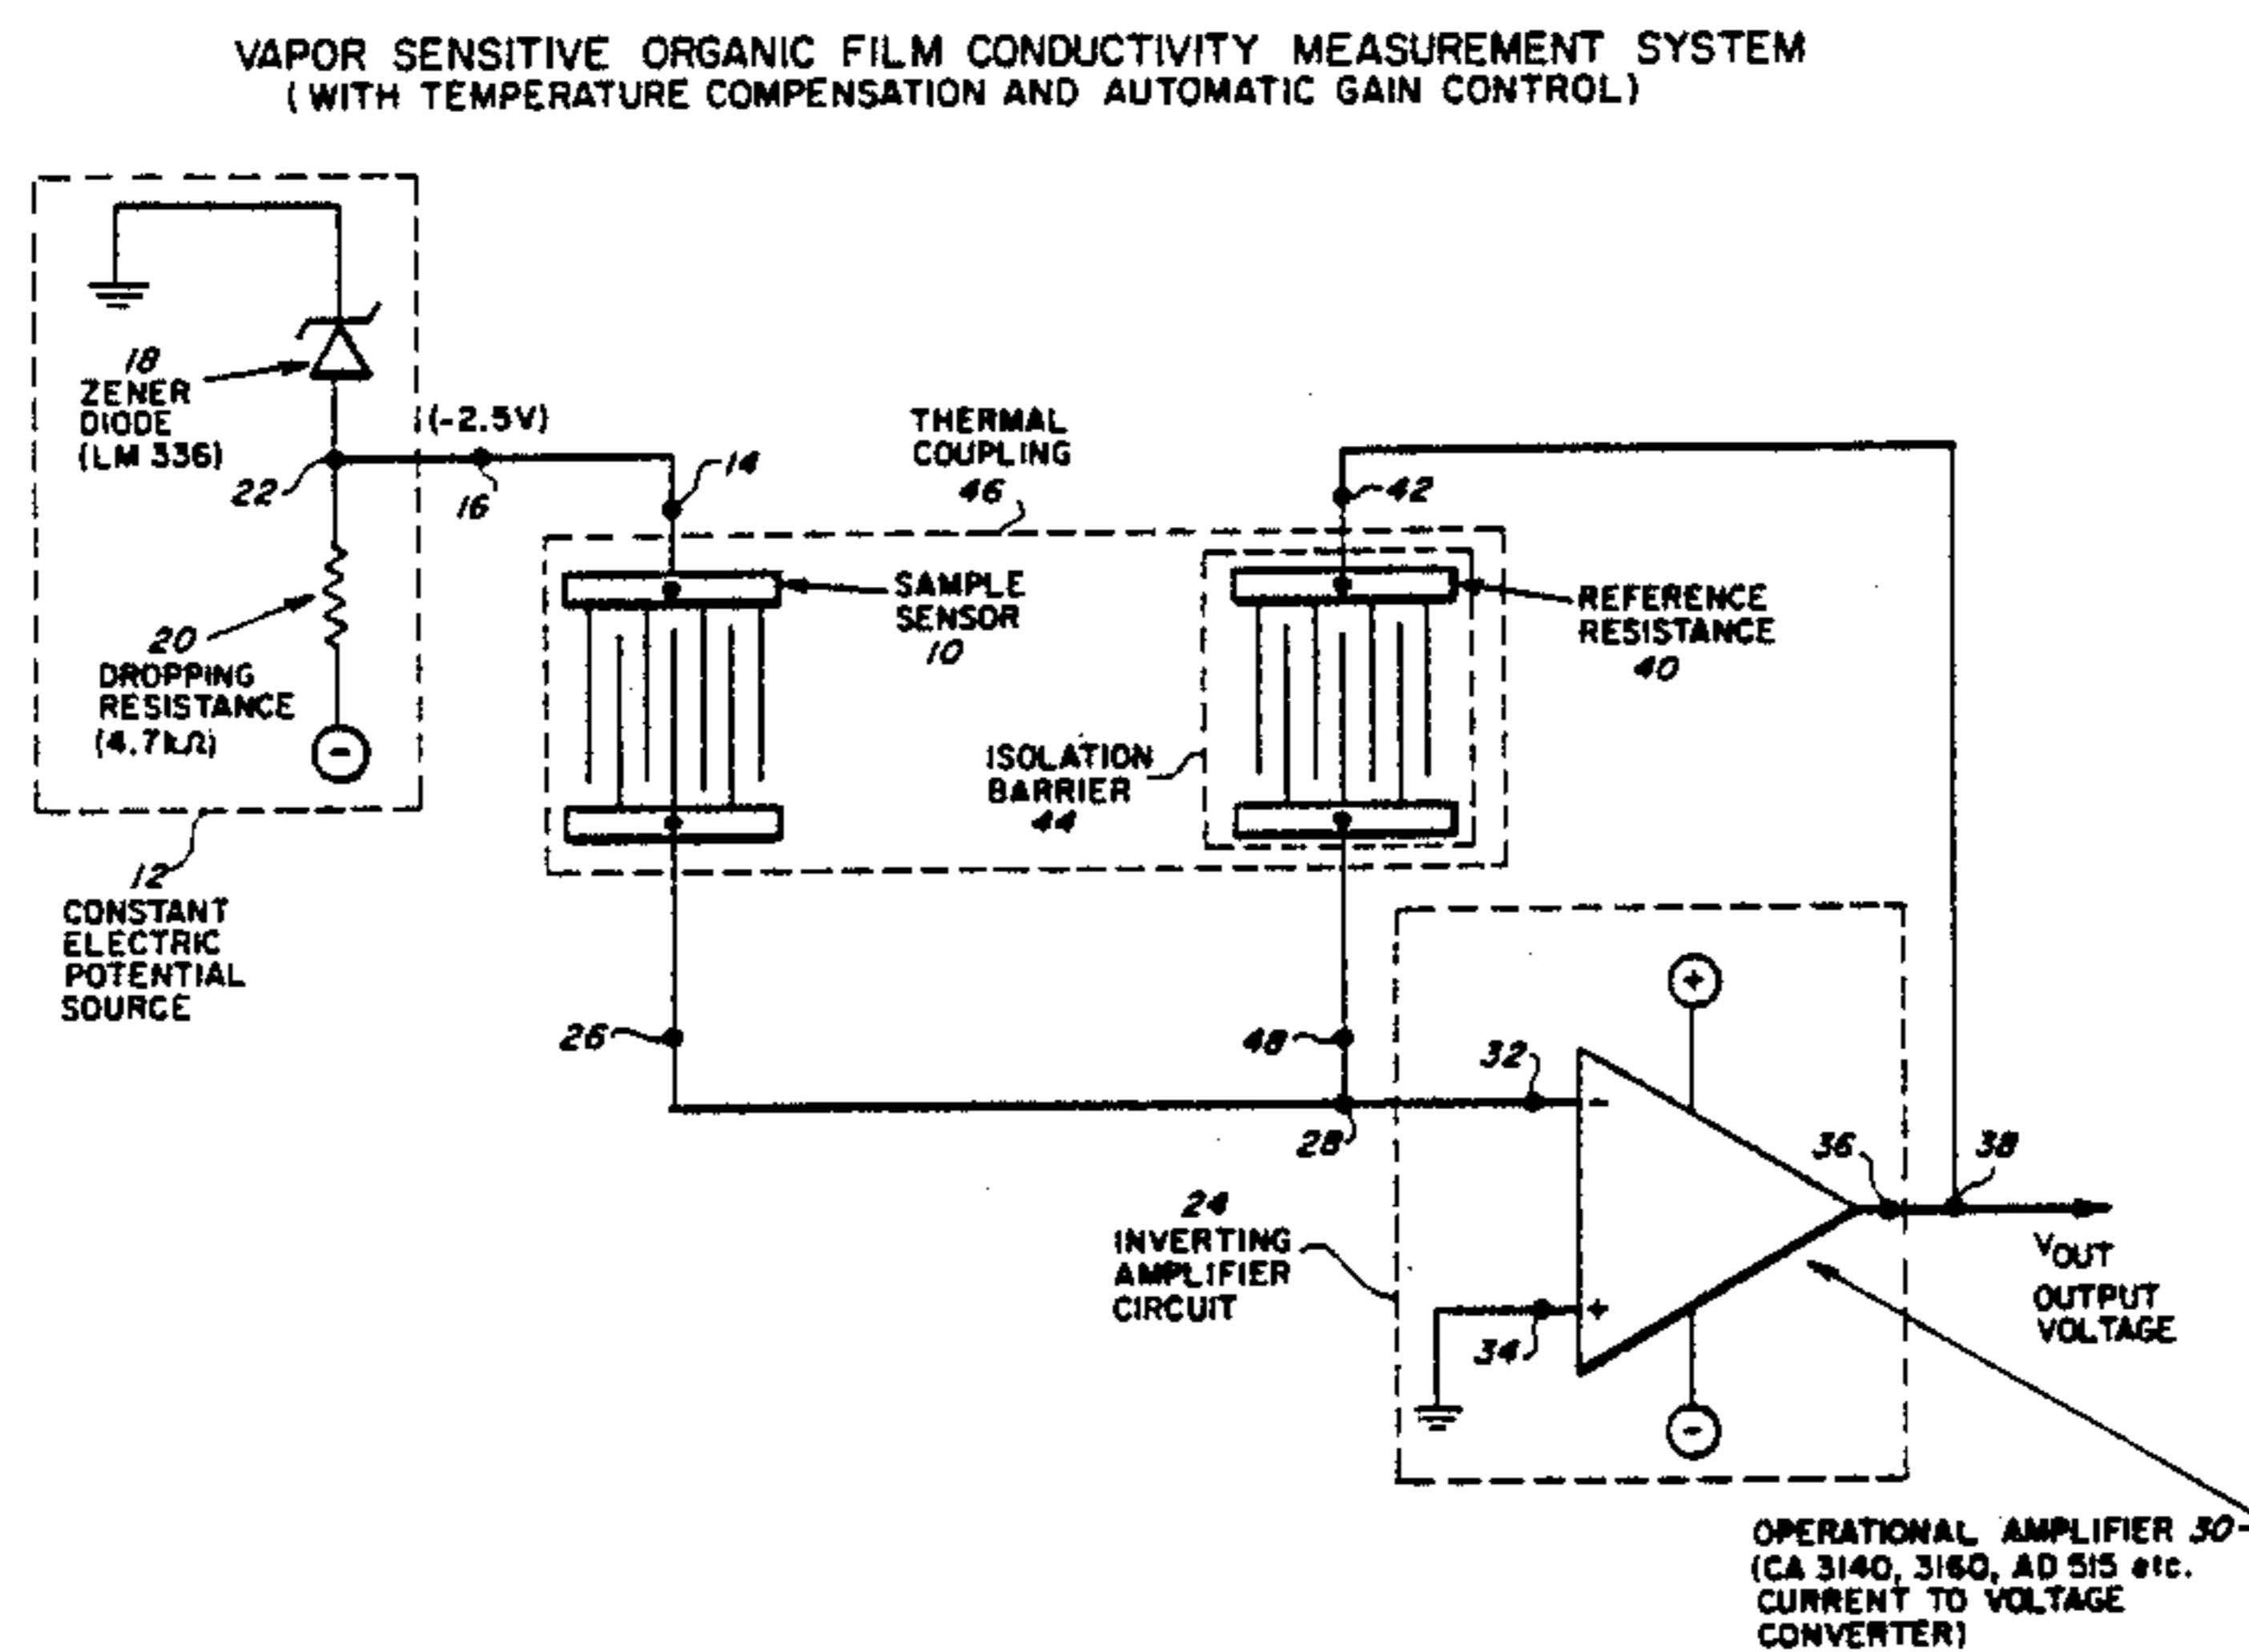 VAPOR SENSITIVE ORGANIC FILM CONDUCTIVITY MEASUREMENT SYSTEM
(WITH TEMPERATURE COMPENSATION AND AUTOMATIC GAIN CONTROL)
18
ZENER
DIODE
(LM 336)
22
(-2.5V)
16
14
20
DROPPING
RESISTANCE
(4.7kΩ)
-
12
CONSTANT
ELECTRIC
POTENTIAL
SOURCE
THERMAL
COUPLING
46
SAMPLE
SENSOR
10
42
REFERENCE
RESISTANCE
40
ISOLATION
BARRIER
44
26
48
28
32
-
+
34
+
-
36
38
24
INVERTING
AMPLIFIER
CIRCUIT
VOUT
OUTPUT
VOLTAGE
OPERATIONAL AMPLIFIER 30
(CA 3140, 3160, AD 515 etc.
CURRENT TO VOLTAGE
CONVERTER)